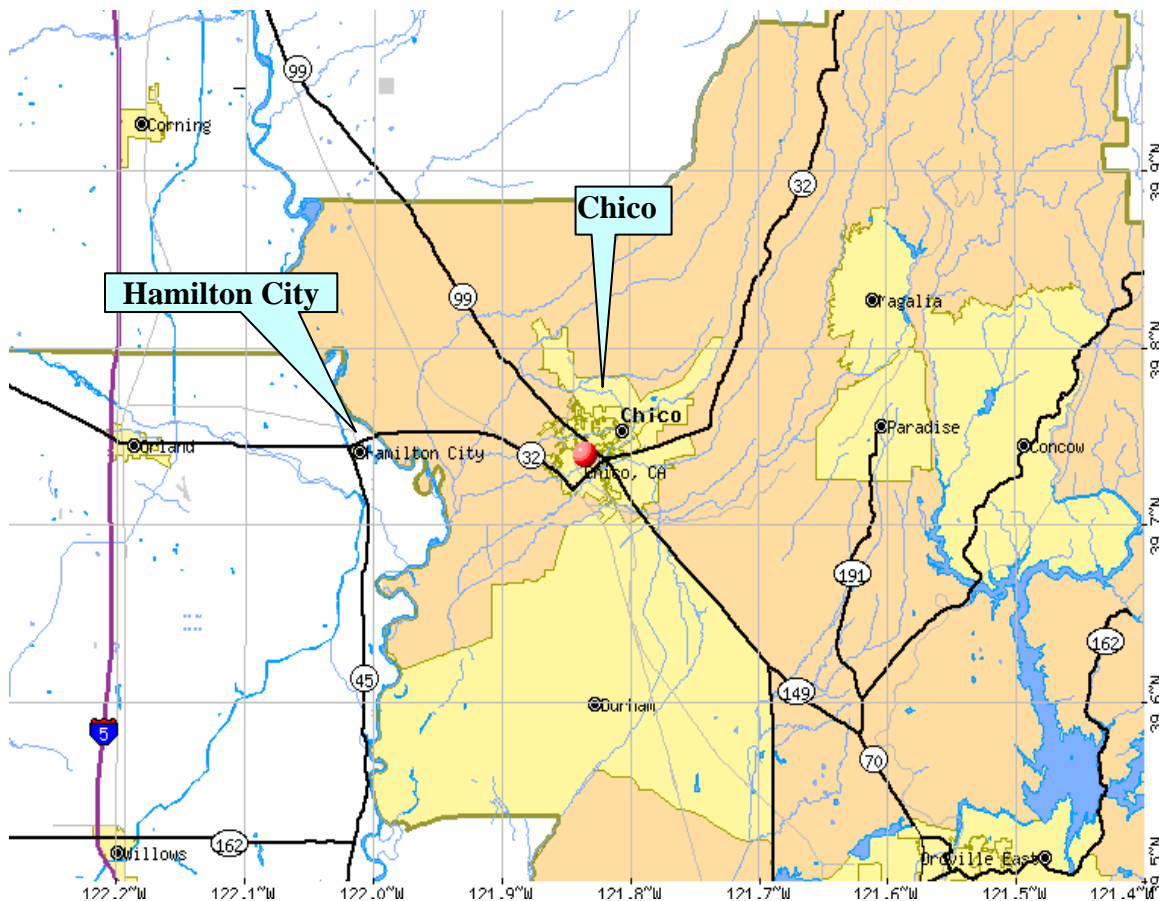 99
Corning
39.9°N
32
Chico
Hamilton City
99
Magalia
39.8°N
Chico
Paradise
Orland
Hamilton City
32
Concow
Chico, CA
39.7°N
191
162
45
149
Durham
39.6°N
5
70
162
Willows
Oroville East
39.5°N
122.2°W
122.1°W
122.0°W
121.9°W
121.8°W
121.7°W
121.6°W
121.5°W
121.4°W